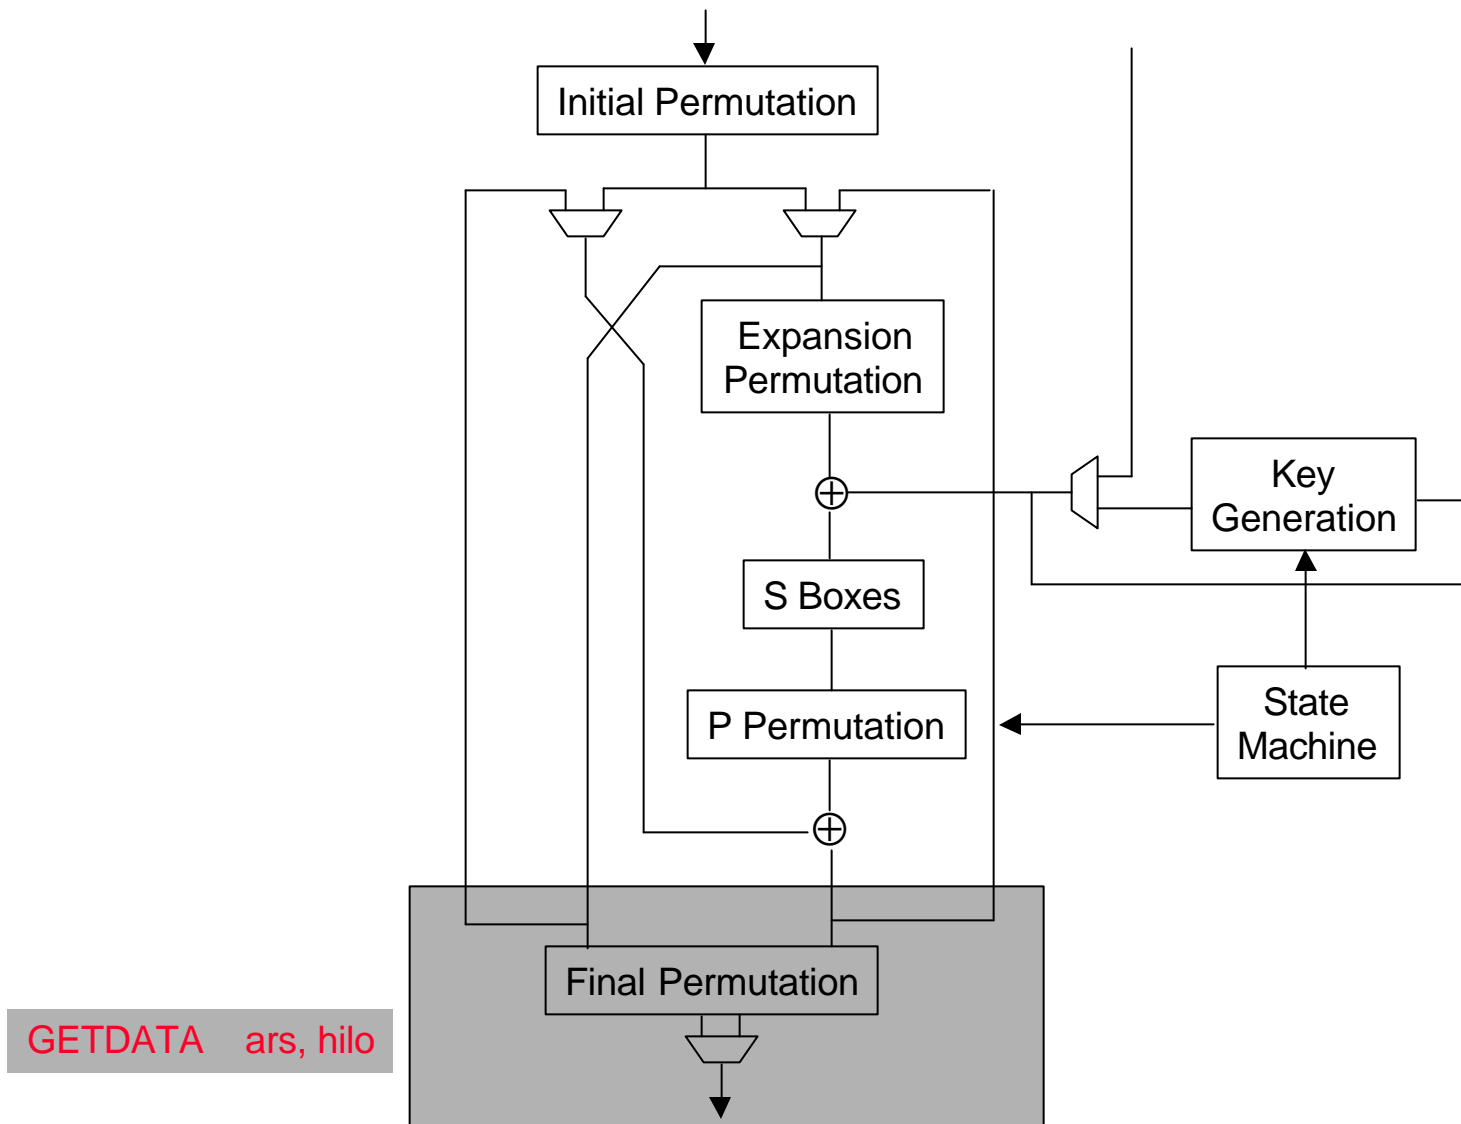 Initial Permutation
Expansion
Permutation
Key
Generation
S Boxes
P Permutation
State
Machine
Final Permutation
GETDATA ars, hilo